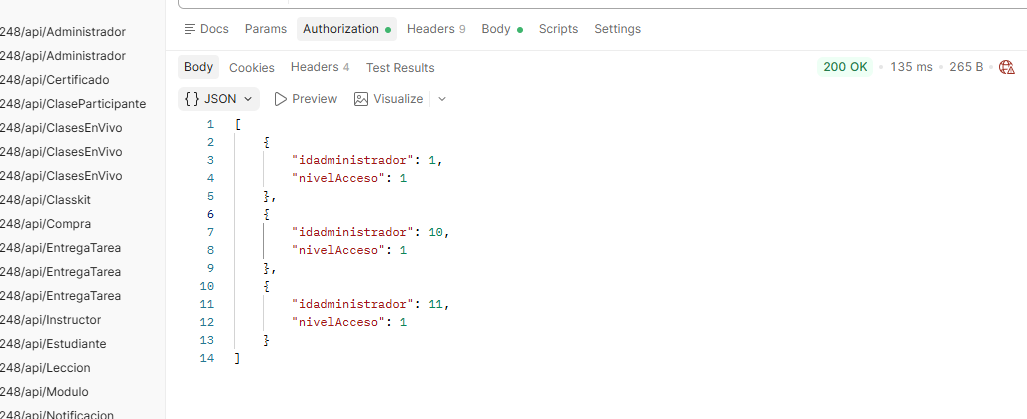 248/api/Administrador
248/api/Administrador
248/api/Certificado
248/api/ClaseParticipante
248/api/ClasesEnVivo
248/api/ClasesEnVivo
248/api/ClasesEnVivo
248/api/Classkit
248/api/Compra
248/api/EntregaTarea
248/api/EntregaTarea
248/api/EntregaTarea
248/api/Instructor
248/api/Estudiante
248/api/Leccion
248/api/Modulo
248/api/Notificacion
Docs Params Authorization Headers 9 Body Scripts Settings
Body Cookies Headers 4 Test Results 200 OK • 135 ms • 265 B
{} JSON Preview Visualize
1 [
2 {
3 "idadministrador": 1,
4 "nivelAcceso": 1
5 },
6 {
7 "idadministrador": 10,
8 "nivelAcceso": 1
9 },
10 {
11 "idadministrador": 11,
12 "nivelAcceso": 1
13 }
14 ]